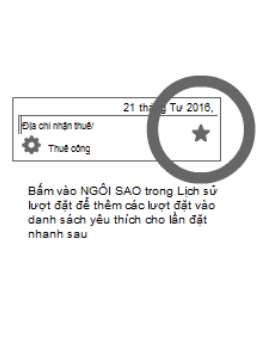 21 tháng Tư 2016,
Địa chỉ nhận thuê/
Thuê công
Bấm vào NGÔI SAO trong Lịch sử
lượt đặt để thêm các lượt đặt vào
danh sách yêu thích cho lần đặt
nhanh sau